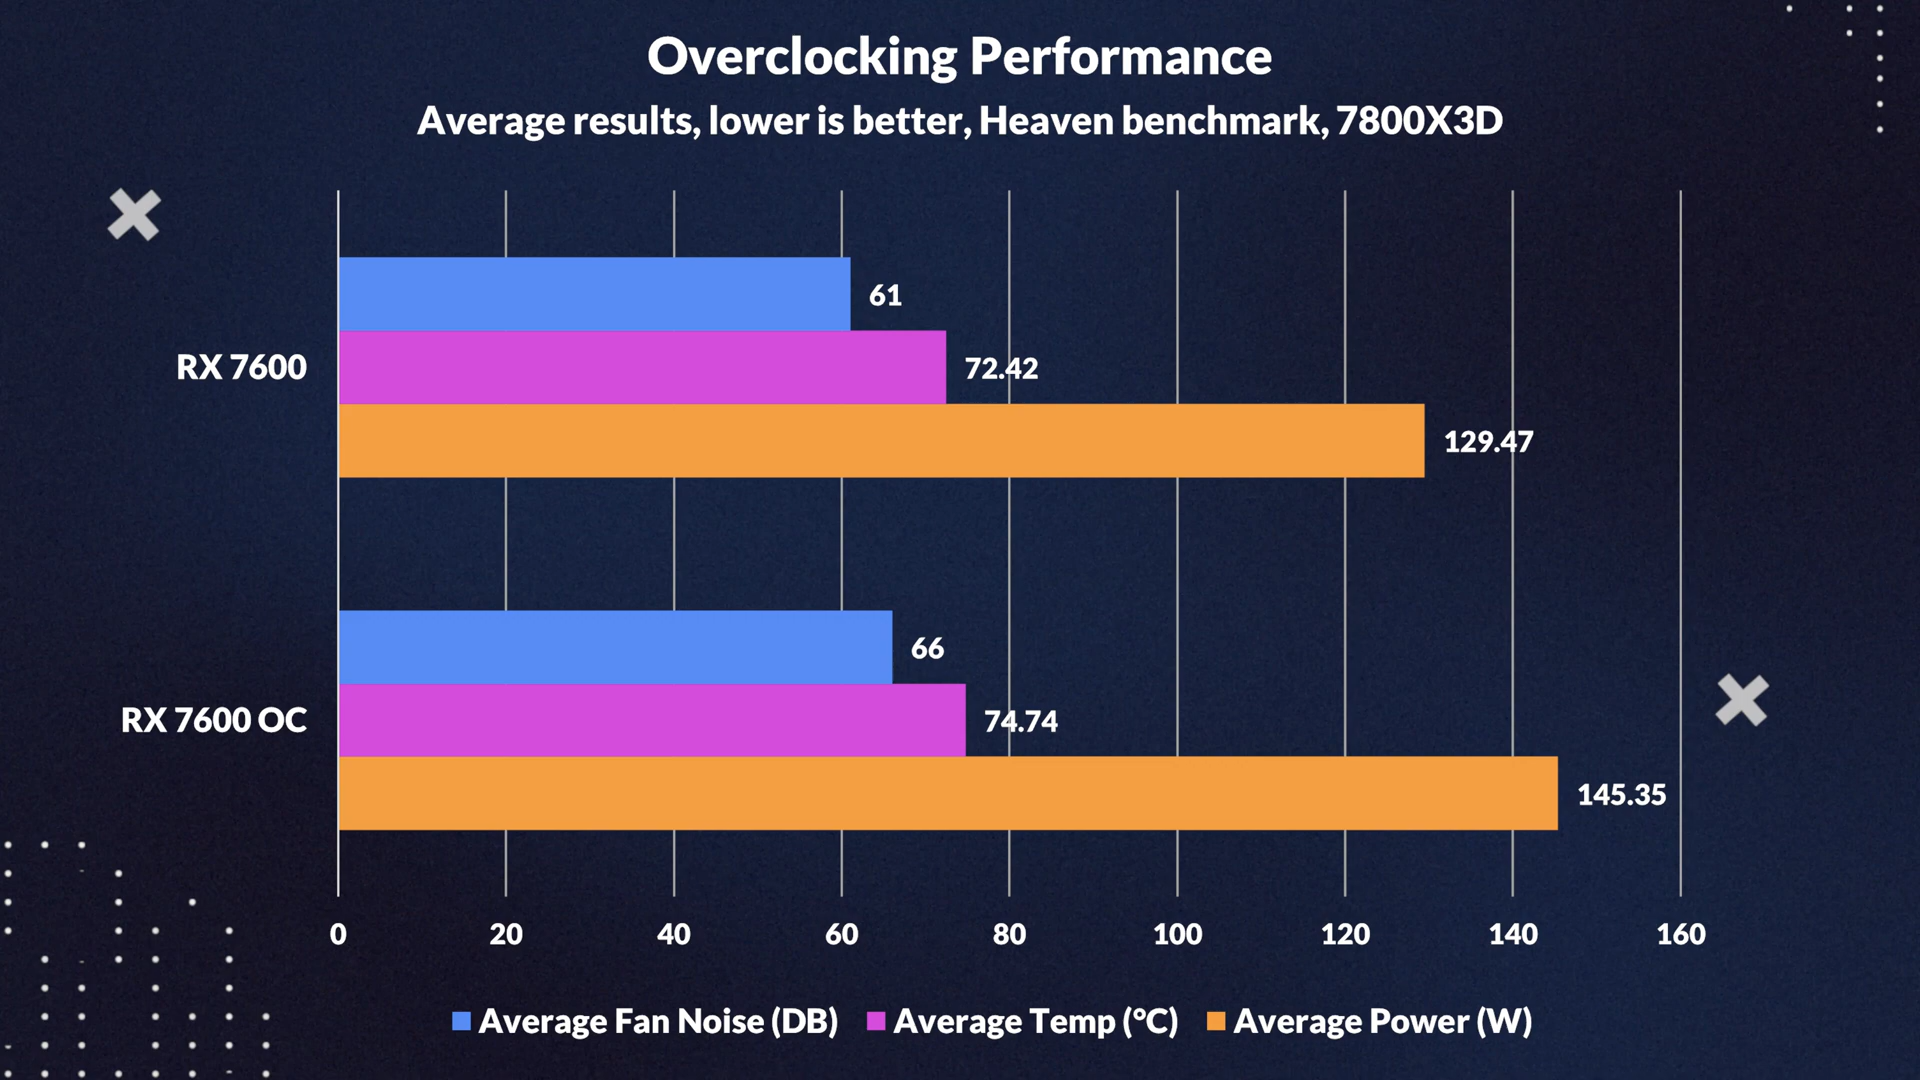 Overclocking Performance
Average results, lower is better, Heaven benchmark, 7800X3D
61
RX 7600
72.42
129.47
66
RX 7600 OC
74.74
145.35
0 20 40 60 80 100 120 140 160
Average Fan Noise (DB) Average Temp (°C) Average Power (W)